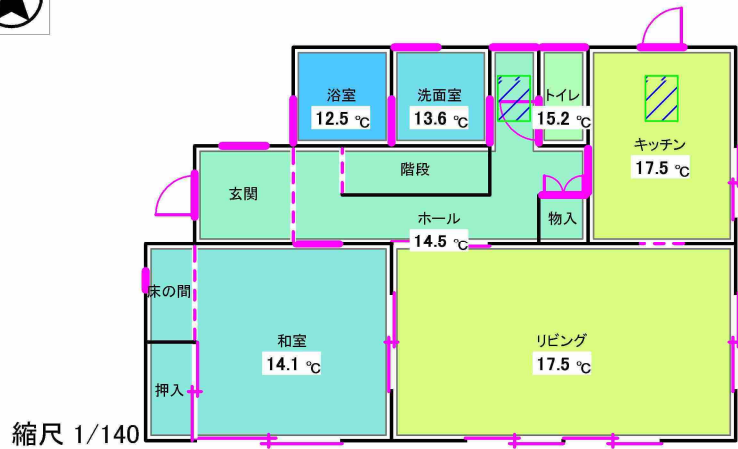 浴室
12.5 ℃
洗面室
13.6 ℃
トイレ
15.2 ℃
キッチン
17.5 ℃
階段
玄関
ホール
14.5 ℃
物入
床の間
和室
14.1 ℃
リビング
17.5 ℃
押入
縮尺 1/140